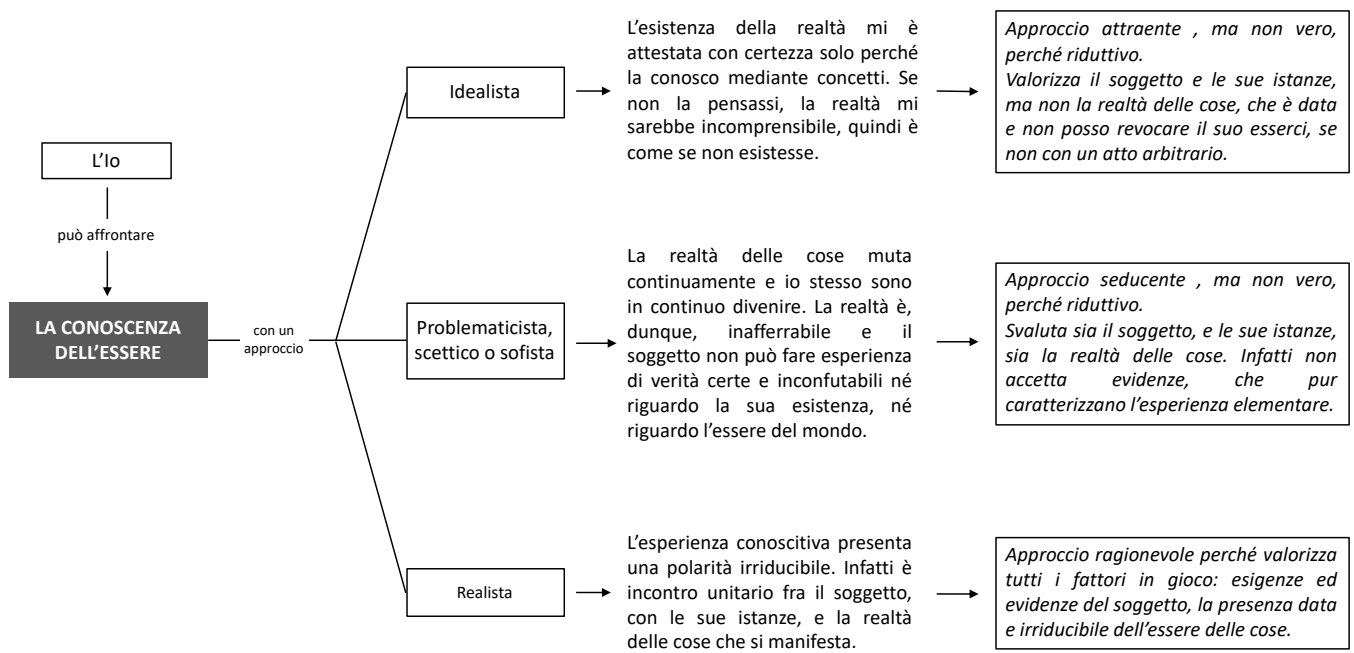 L'Io
può affrontare
LA CONOSCENZA
DELL'ESSERE
con un
approccio
Idealista
L'esistenza della realtà mi è
attestata con certezza solo perché
la conosco mediante concetti. Se
non la pensassi, la realtà mi
sarebbe incomprensibile, quindi è
come se non esistesse.
Approccio attraente , ma non vero,
perché riduttivo.
Valorizza il soggetto e le sue istanze,
ma non la realtà delle cose, che è data
e non posso revocare il suo esserci, se
non con un atto arbitrario.
Problematicista,
scettico o sofista
La realtà delle cose muta
continuamente e io stesso sono
in continuo divenire. La realtà è,
dunque, inafferrabile e il
soggetto non può fare esperienza
di verità certe e inconfutabili né
riguardo la sua esistenza, né
riguardo l'essere del mondo.
Approccio seducente , ma non vero,
perché riduttivo.
Svaluta sia il soggetto, e le sue istanze,
sia la realtà delle cose. Infatti non
accetta evidenze, che pur
caratterizzano l'esperienza elementare.
Realista
L'esperienza conoscitiva presenta
una polarità irriducibile. Infatti è
incontro unitario fra il soggetto,
con le sue istanze, e la realtà
delle cose che si manifesta.
Approccio ragionevole perché valorizza
tutti i fattori in gioco: esigenze ed
evidenze del soggetto, la presenza data
e irriducibile dell'essere delle cose.